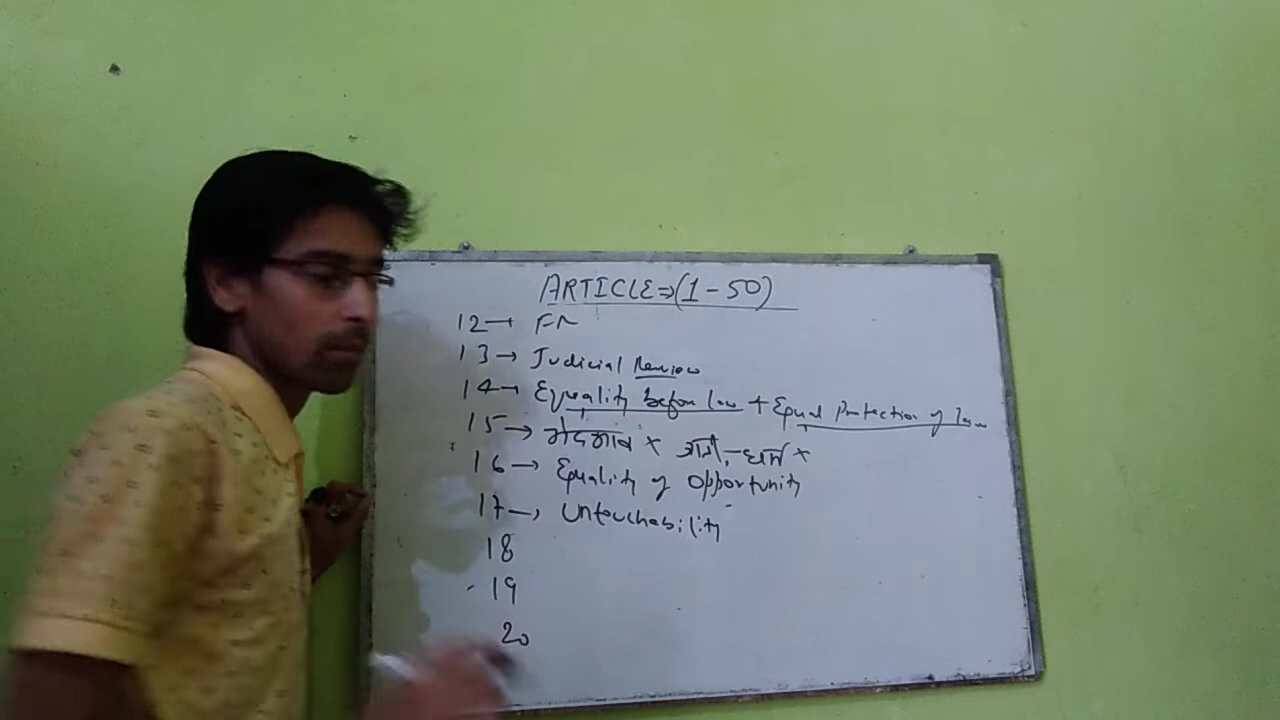 ARTICLE⇒(1-50)
12→ FR
13→ Judicial Review
14→ Equality before law + Equal Protection of law
15→ भेदभाव × जाति, धर्म ×
16→ Equality of opportunity
17→ Untouchability
18
19
20